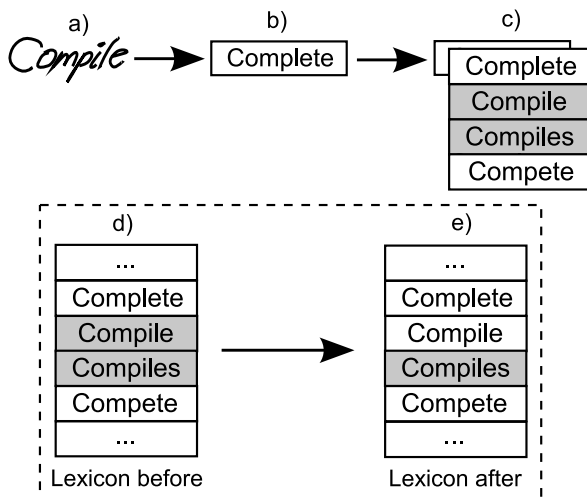 a)
b)
c)
Compile
Complete
Complete
Compile
Compiles
Compete
d)
e)
...
Complete
Compile
Compiles
Compete
...
...
Complete
Compile
Compiles
Compete
...
Lexicon before
Lexicon after